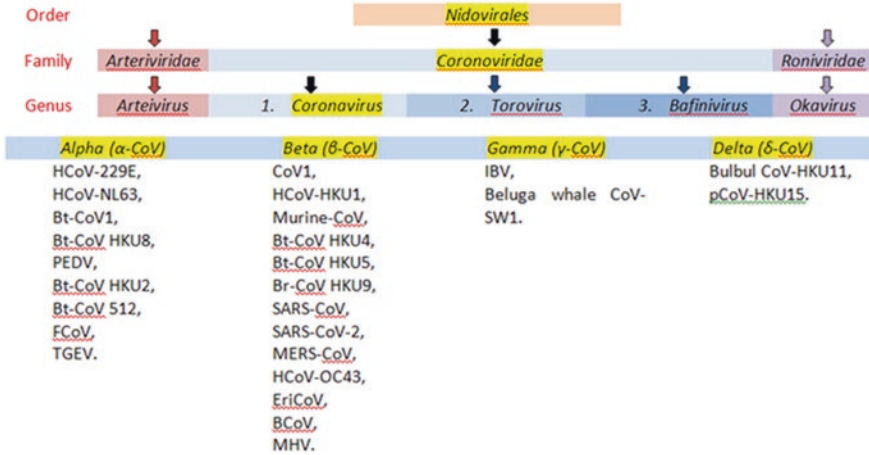 Order Nidovirales
Family Arteriviridae Coronoviridae Roniviridae
Genus Arteivirus 1. Coronavirus 2. Torovirus 3. Bafinivirus Okavirus
Alpha (α-CoV) Beta (β-CoV) Gamma (γ-CoV) Delta (δ-CoV)
HCoV-229E,
HCoV-NL63,
Bt-CoV1,
Bt-CoV HKU8,
PEDV,
Bt-CoV HKU2,
Bt-CoV 512,
FCoV,
TGEV.
CoV1,
HCoV-HKU1,
Murine-CoV,
Bt-CoV HKU4,
Bt-CoV HKU5,
Br-CoV HKU9,
SARS-CoV,
SARS-CoV-2,
MERS-CoV,
HCoV-OC43,
EriCoV,
BCoV,
MHV.
IBV,
Beluga whale CoV-
SW1.
Bulbul CoV-HKU11,
pCoV-HKU15.